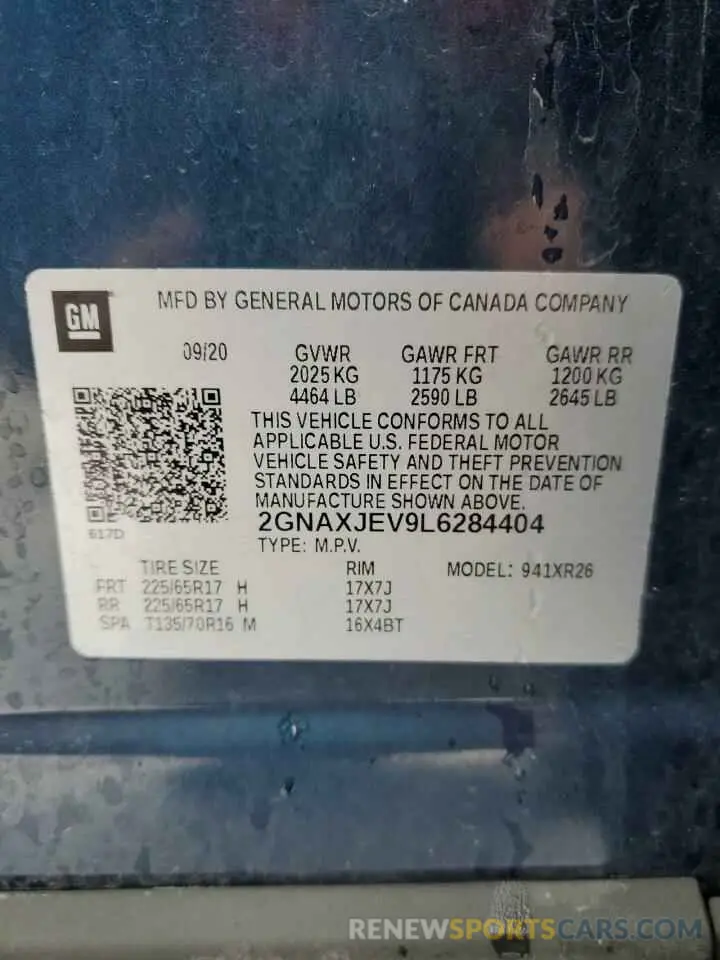 GM
MFD BY GENERAL MOTORS OF CANADA COMPANY
09/20 GVWR GAWR FRT GAWR RR
2025 KG 1175 KG 1200 KG
4464 LB 2590 LB 2645 LB
THIS VEHICLE CONFORMS TO ALL
APPLICABLE U.S. FEDERAL MOTOR
VEHICLE SAFETY AND THEFT PREVENTION
STANDARDS IN EFFECT ON THE DATE OF
MANUFACTURE SHOWN ABOVE.
617D
2GNAXJEV9L6284404
TYPE: M.P.V.
TIRE SIZE RIM MODEL: 941XR26
FRT 225/65R17 H 17X7J
RR 225/65R17 H 17X7J
SPA T135/70R16 M 16X4BT
RENEWSPORTSCARS.COM